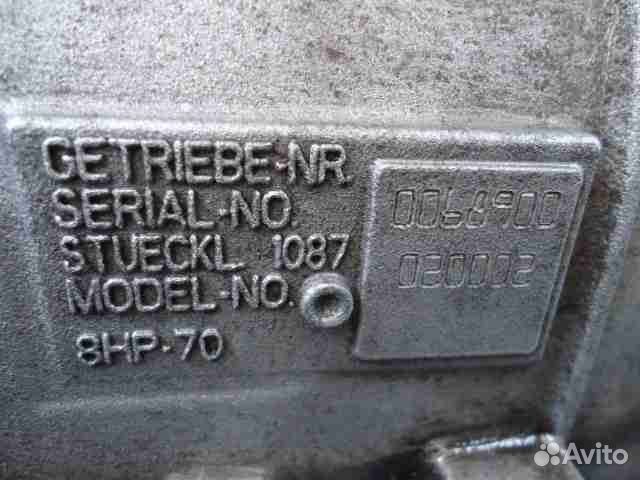 GETRIEBE-NR.
SERIAL-NO.
0068900
STUECKL. 1087
020002
MODEL-NO.
8HP-70
Avito